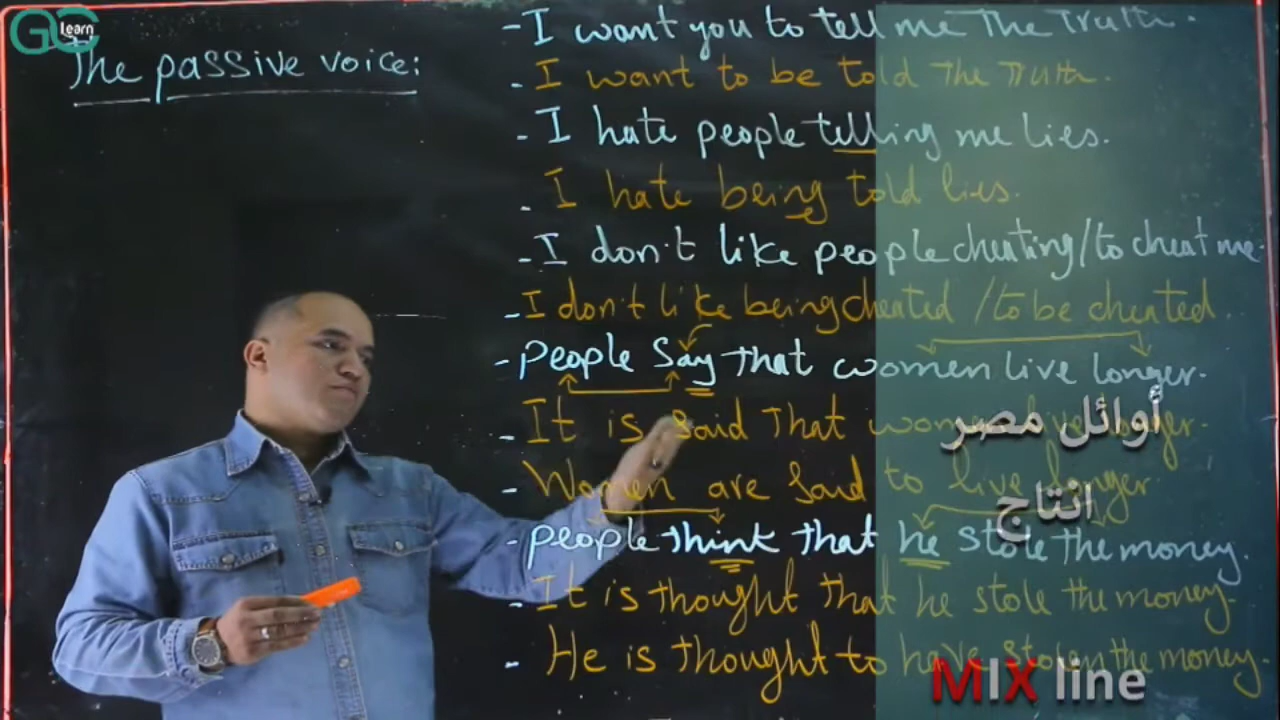 GC Learn
The passive voice:
- I want you to tell me the truth.
- I want to be told the truth.
- I hate people telling me lies.
- I hate being told lies.
- I don't like people cheating/to cheat me.
- I don't like being cheated/to be cheated.
- people say that women live longer.
- It is said that women live longer.
- Women are said to live longer.
- people think that he stole the money.
- It is thought that he stole the money.
- He is thought to have stolen the money.
أوائل مصر
انتاج
MIX line